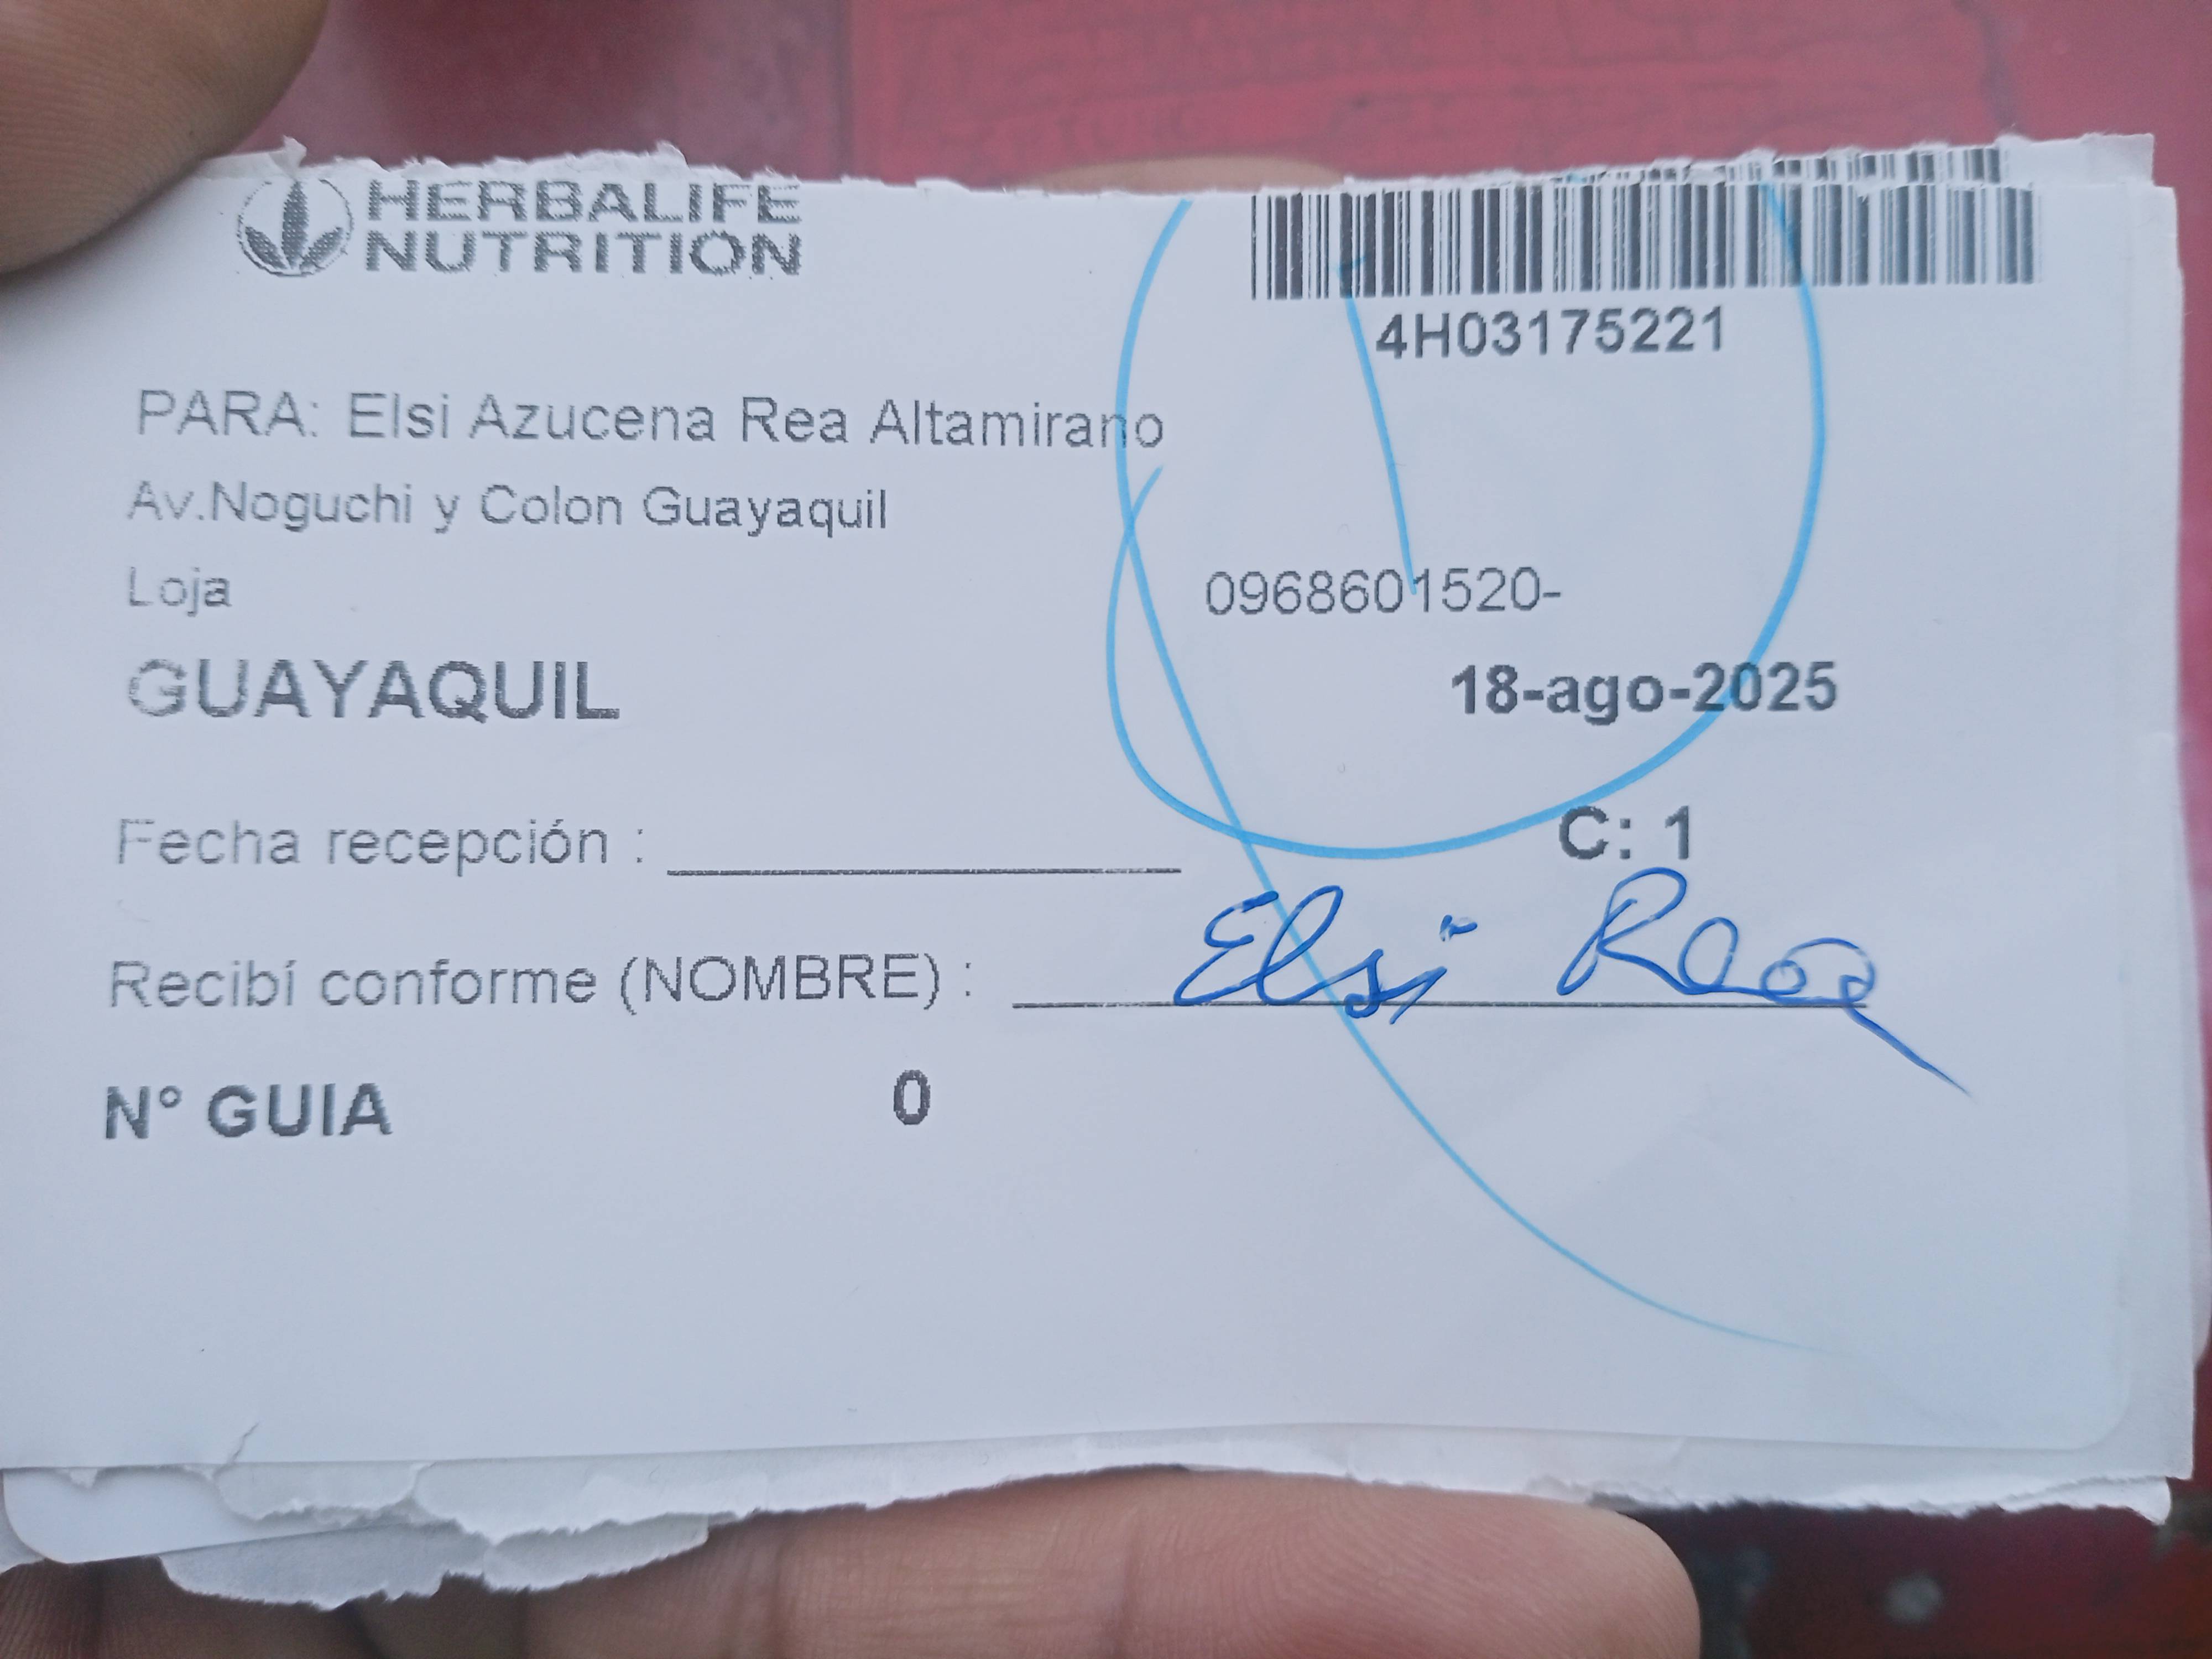 HERBALIFE
NUTRITION
4H03175221
PARA: Elsi Azucena Rea Altamirano
Av.Noguchi y Colon Guayaquil
Loja
0968601520-
GUAYAQUIL
18-ago-2025
Fecha recepción :
C: 1
Recibí conforme (NOMBRE) : Elsi Rea
N° GUIA 0